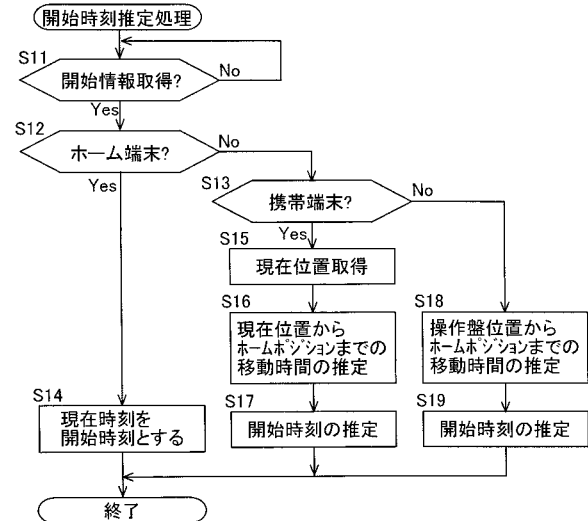 開始時刻推定処理
S11
開始情報取得?
No
Yes
S12
ホーム端末?
No
Yes
S13
携帯端末?
No
Yes
S15
現在位置取得
S16
現在位置から
ホームポジションまでの
移動時間の推定
S18
操作盤位置から
ホームポジションまでの
移動時間の推定
S14
現在時刻を
開始時刻とする
S17
開始時刻の推定
S19
開始時刻の推定
終了